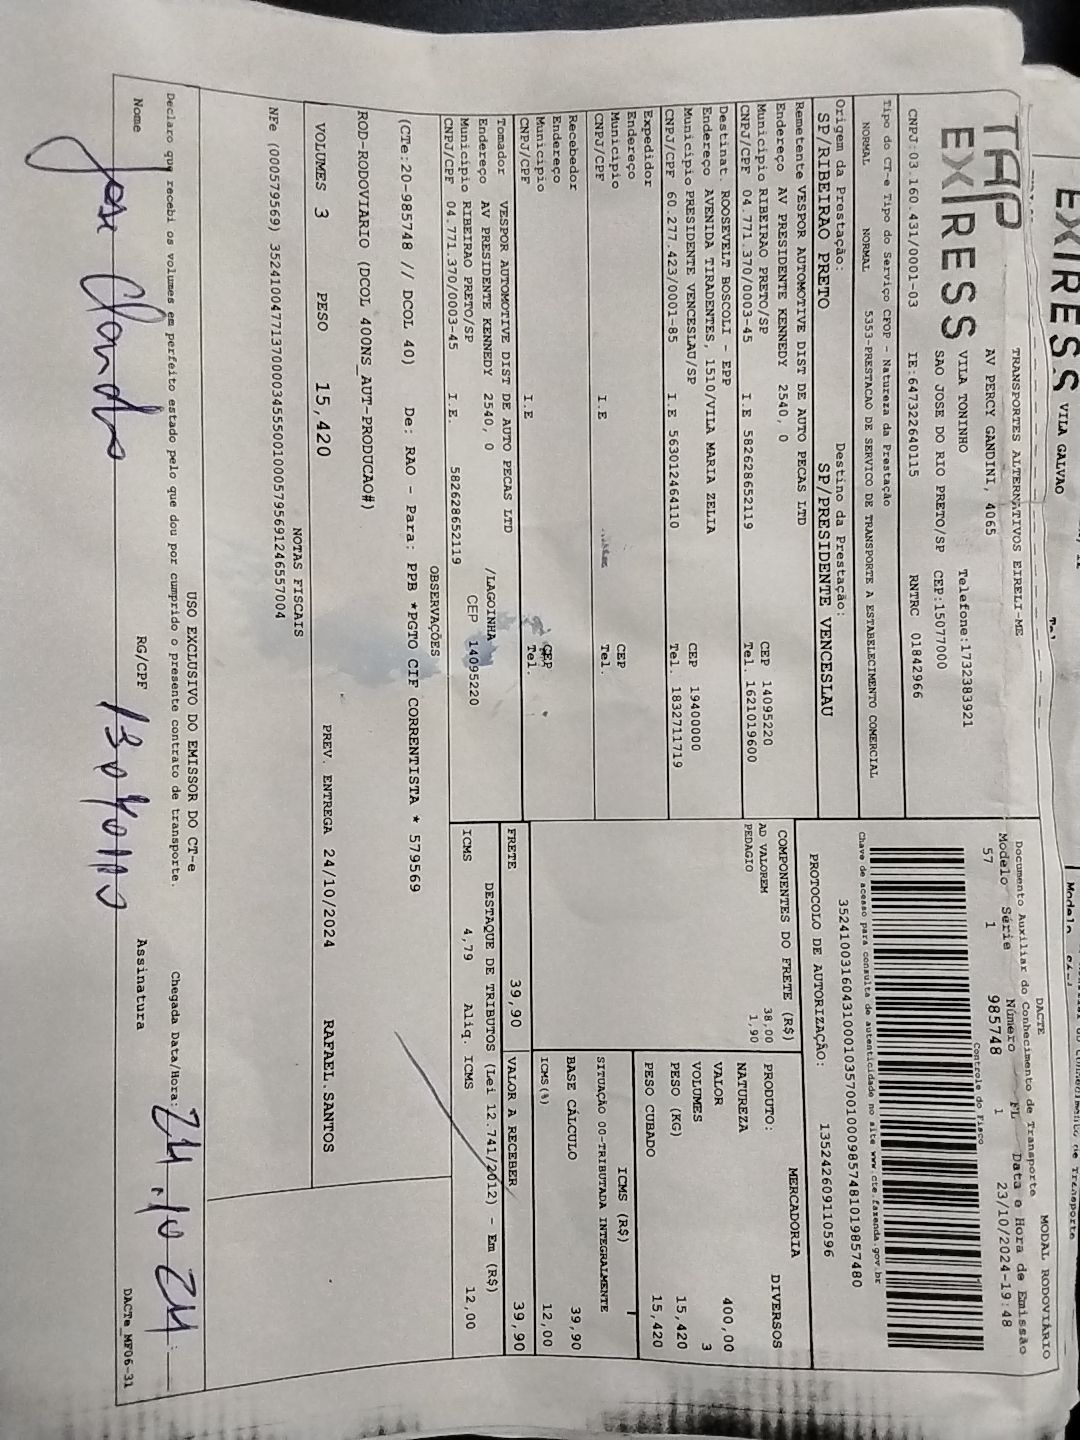 EXPRESS VILA GALVAO
TAP
EXPRESS
TRANSPORTES ALTERNATIVOS EIRELI-ME
AV PERCY GANDINI, 4065
VILA TONINHO Telefone:1732383921
SAO JOSE DO RIO PRETO/SP CEP:15077000
CNPJ:03.160.431/0001-03 IE:647322640115 RNTRC 01842966
Tipo do CT-e Tipo do Serviço CFOP - Natureza da Prestação
NORMAL NORMAL 5353-PRESTACAO DE SERVICO DE TRANSPORTE A ESTABELECIMENTO COMERCIAL
Origem da Prestação: Destino da Prestação:
SP/RIBEIRAO PRETO SP/PRESIDENTE VENCESLAU
Remetente VESPOR AUTOMOTIVE DIST DE AUTO PECAS LTD
Endereço AV PRESIDENTE KENNEDY 2540, 0
Município RIBEIRAO PRETO/SP CEP 14095220
CNPJ/CPF 04.771.370/0003-45 I.E 582628652119 Tel. 1621019600
Destinat. ROOSEVELT BOSCOLI - EPP
Endereço AVENIDA TIRADENTES, 1510/VILA MARIA ZELIA
Município PRESIDENTE VENCESLAU/SP CEP 19400000
CNPJ/CPF 60.277.423/0001-85 I.E 563012464110 Tel. 1832711719
Expedidor
Endereço
Município CEP
CNPJ/CPF I.E Tel.
Recebedor
Endereço
Município CEP
CNPJ/CPF I.E Tel.
Tomador VESPOR AUTOMOTIVE DIST DE AUTO PECAS LTD
Endereço AV PRESIDENTE KENNEDY 2540, 0 /LAGOINHA
Município RIBEIRAO PRETO/SP CEP 14095220
CNPJ/CPF 04.771.370/0003-45 I.E. 582628652119
DACTE MODAL RODOVIÁRIO
Documento Auxiliar do Conhecimento de Transporte
Modelo Série Número FL Data e Hora de Emissão
57 1 985748 1 23/10/2024-19:48
Controle do Fisco
Chave de acesso para consulta de autenticidade no site www.cte.fazenda.gov.br
35241003160431000103570010009857481019857480
PROTOCOLO DE AUTORIZAÇÃO: 135242609110596
COMPONENTES DO FRETE (R$)
AD VALOREM 38,00
PEDAGIO 1,90
MERCADORIA
PRODUTO: DIVERSOS
NATUREZA
VALOR 400,00
VOLUMES 3
PESO (KG) 15,420
PESO CUBADO 15,420
ICMS (R$)
SITUAÇÃO 00-TRIBUTADA INTEGRALMENTE
BASE CÁLCULO 39,90
ICMS(%) 12,00
FRETE 39,90 VALOR A RECEBER 39,90
DESTAQUE DE TRIBUTOS (Lei 12.741/2012) - Em (R$)
ICMS 4,79 Aliq. ICMS 12,00
OBSERVAÇÕES
(CTe:20-985748 // DCOL 40) De: RAO - Para: PPB *PGTO CIF CORRENTISTA * 579569
ROD-RODOVIARIO (DCOL 400NS_AUT-PRODUCAO#)
VOLUMES 3 PESO 15,420 PREV. ENTREGA 24/10/2024 RAFAEL.SANTOS
NOTAS FISCAIS
NFe (000579569) 35241004771370000345550010005795691246557004
USO EXCLUSIVO DO EMISSOR DO CT-e
Declaro que recebi os volumes em perfeito estado pelo que dou por cumprido o presente contrato de transporte. Chegada Data/Hora: 24.10 24 :
Nome RG/CPF Assinatura
DACTe_MF06-31